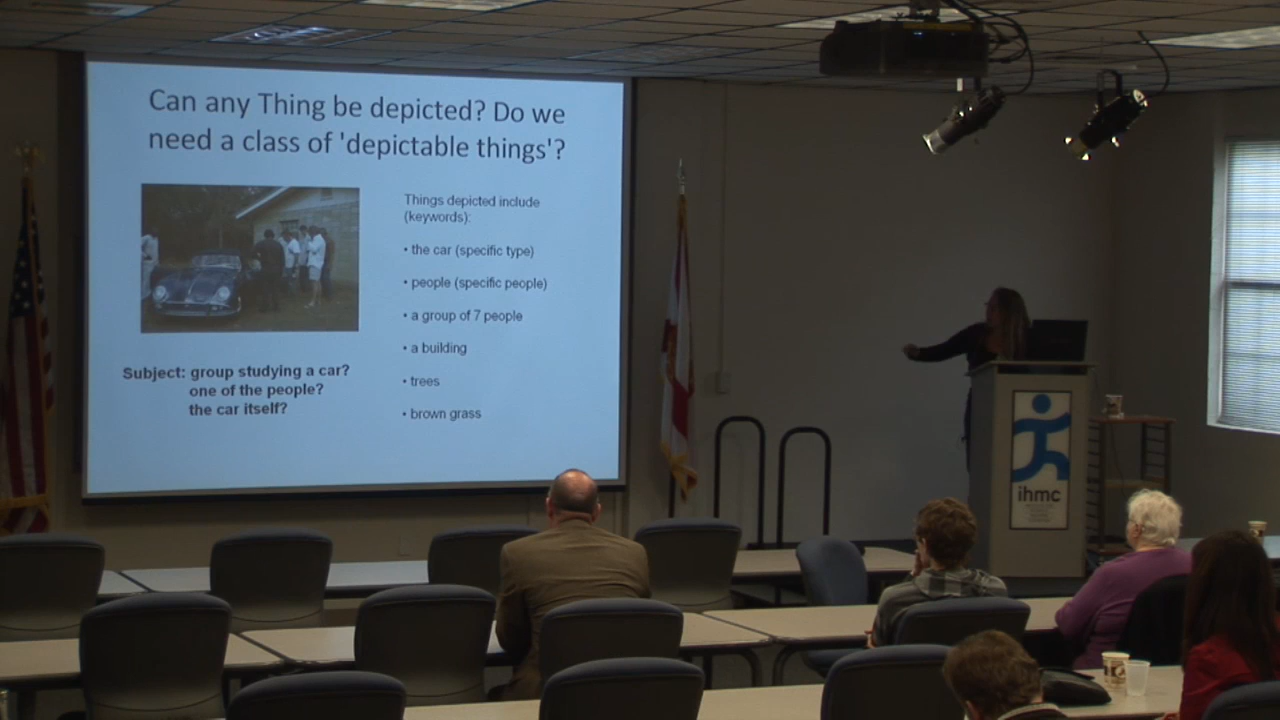 Can any Thing be depicted? Do we
need a class of 'depictable things'?
Things depicted include
(keywords):
• the car (specific type)
• people (specific people)
• a group of 7 people
• a building
• trees
• brown grass
Subject: group studying a car?
one of the people?
the car itself?
ihmc